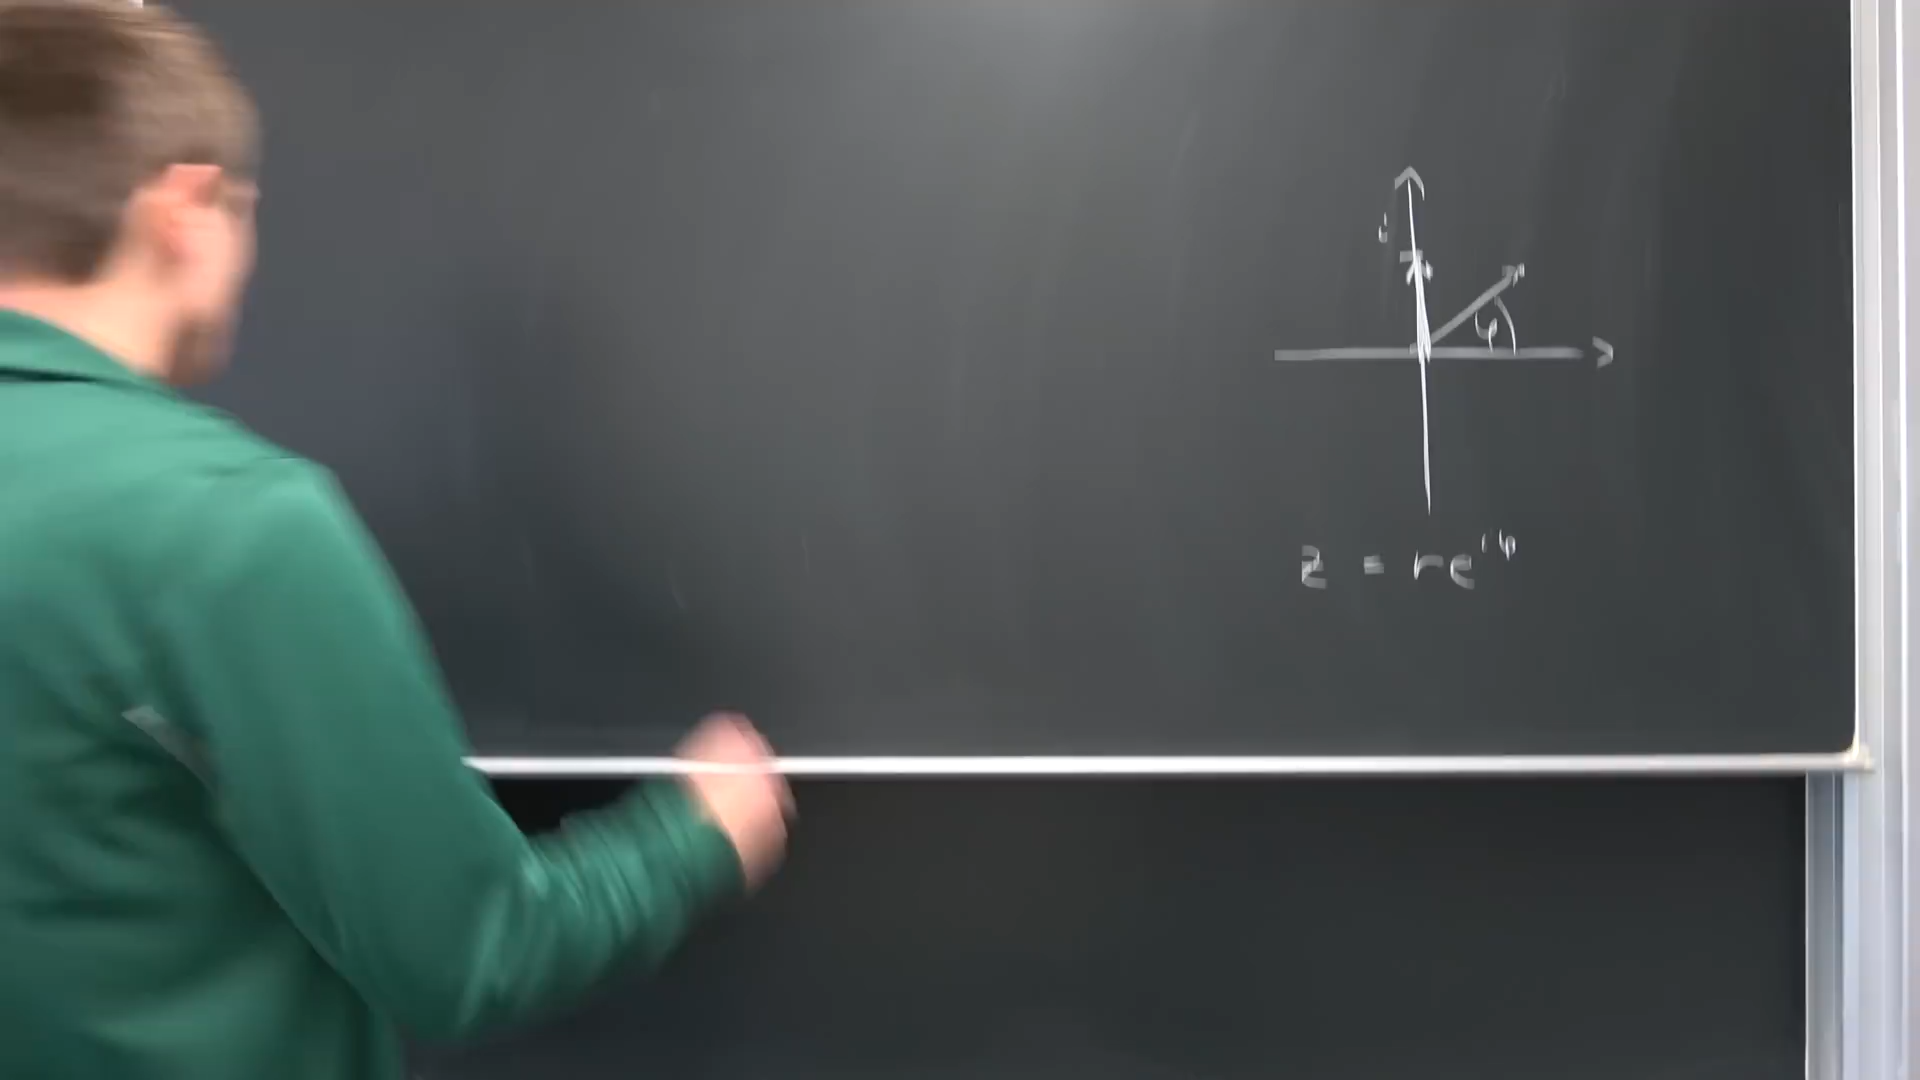 i
φ
z = re^{iφ}